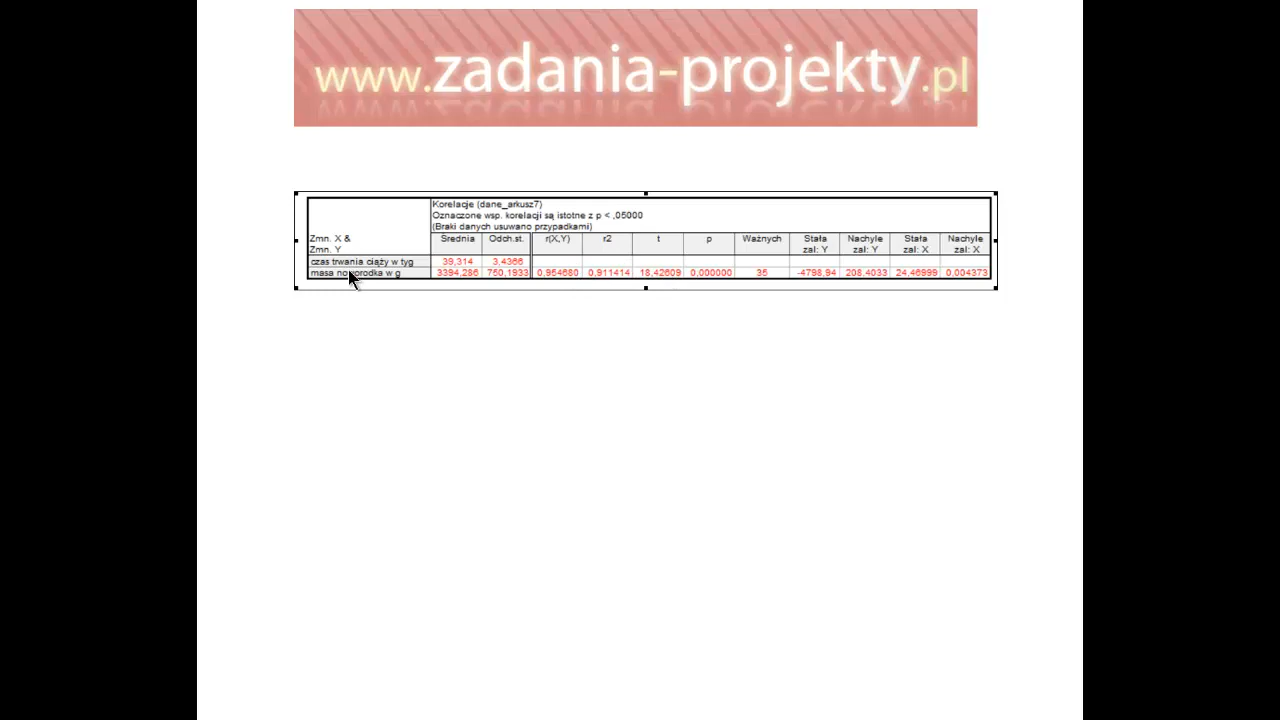 www.zadania-projekty.pl
Korelacje (dane_arkusz7)
Oznaczone wsp. korelacji są istotne z p < ,05000
(Braki danych usuwano przypadkami)
Zmn. X & Średnia Odch.st. r(X,Y) r2 t p Ważnych Stała Nachyle Stała Nachyle
Zmn. Y zal: Y zal: Y zal: X zal: X
czas trwania ciąży w tyg 39,314 3,4366
masa noworodka w g 3394,286 750,1933 0,954680 0,911414 18,42609 0,000000 35 -4798,94 208,4033 24,46999 0,004373